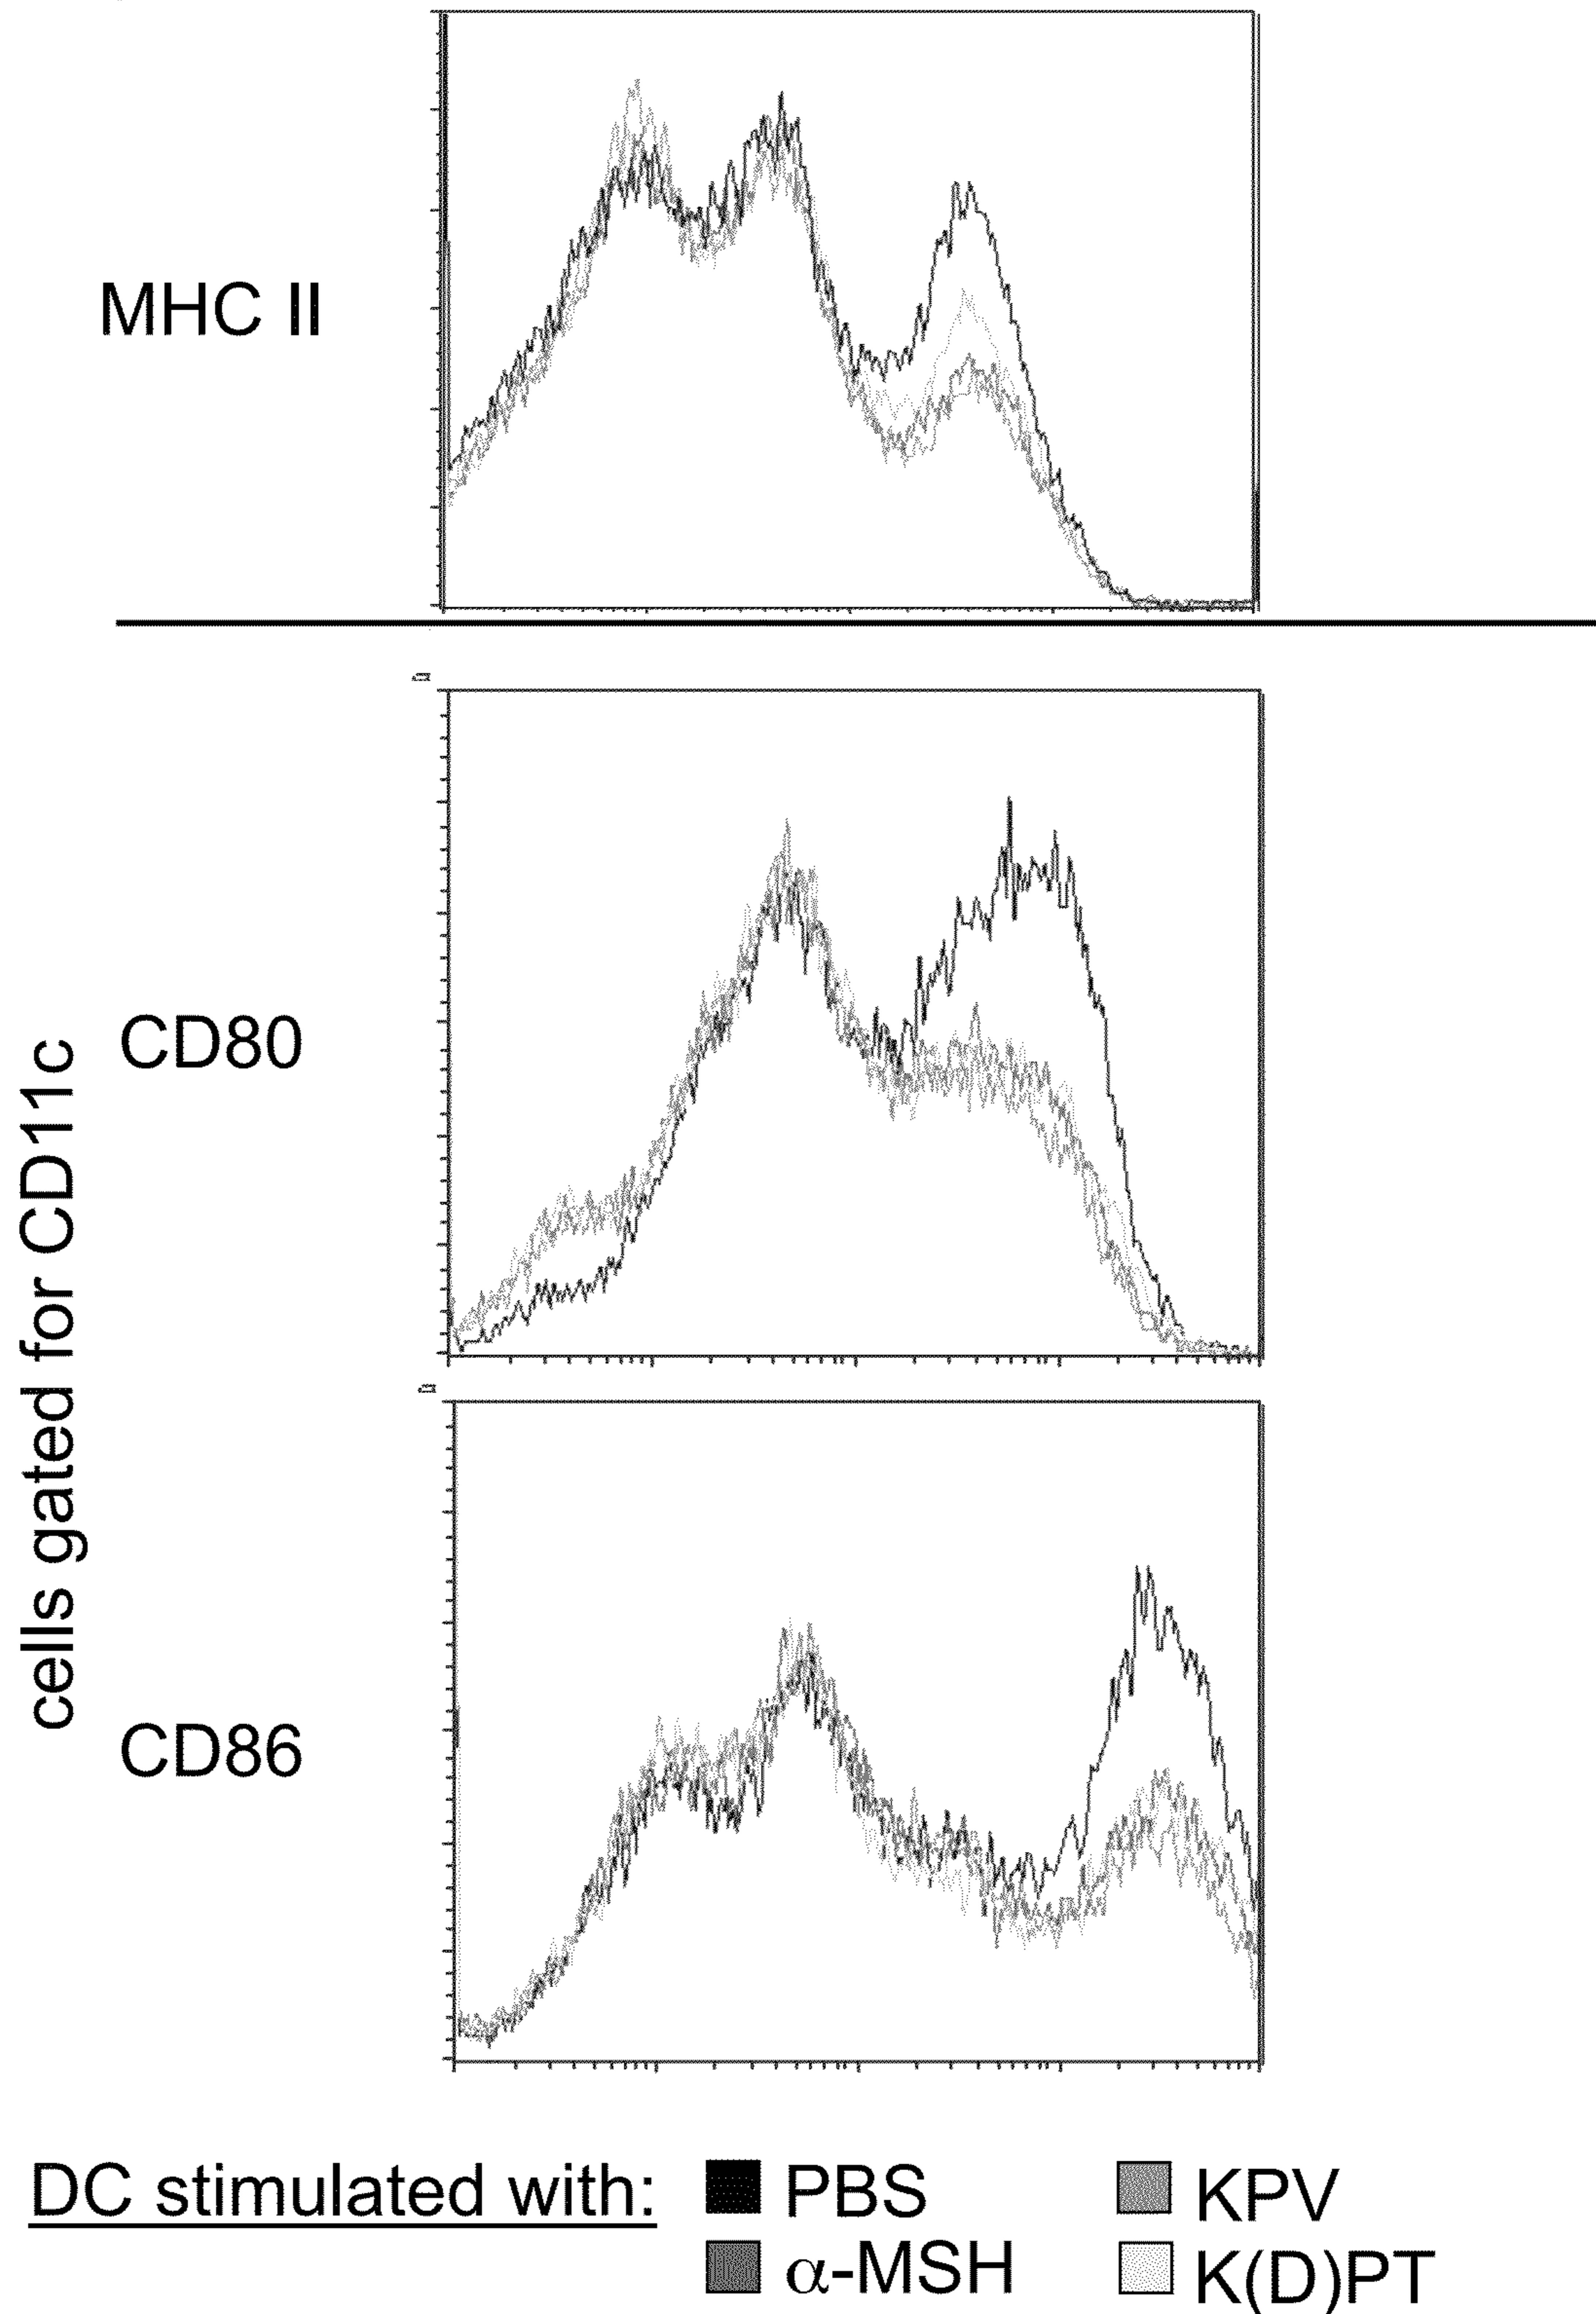 MHC II
cells gated for CD11c
CD80
CD86
DC stimulated with:
PBS
KPV
α-MSH
K(D)PT